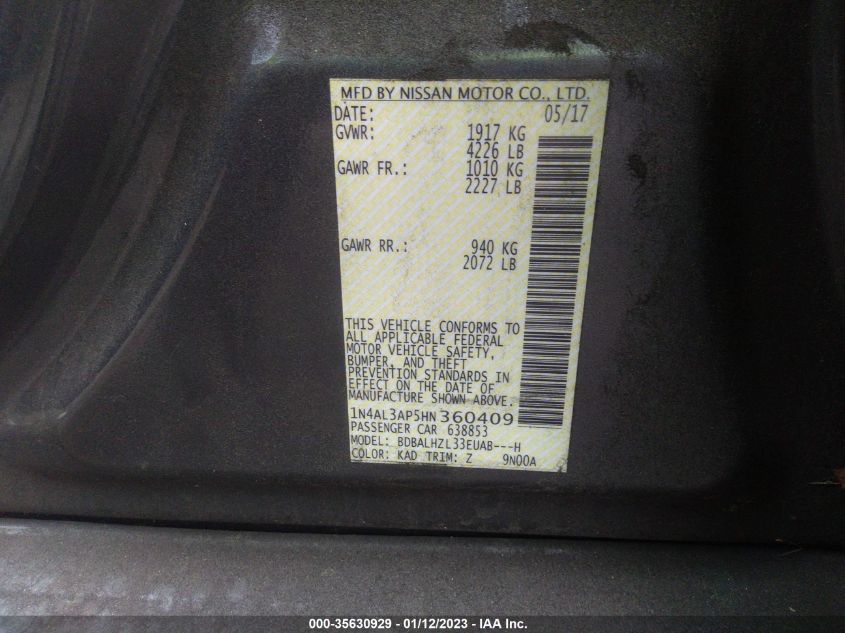 MFD BY NISSAN MOTOR CO., LTD.
DATE: 05/17
GVWR: 1917 KG
4226 LB
GAWR FR.: 1010 KG
2227 LB
GAWR RR.: 940 KG
2072 LB
THIS VEHICLE CONFORMS TO
ALL APPLICABLE FEDERAL
MOTOR VEHICLE SAFETY,
BUMPER, AND THEFT
PREVENTION STANDARDS IN
EFFECT ON THE DATE OF
MANUFACTURE SHOWN ABOVE.
1N4AL3AP5HN360409
PASSENGER CAR 638853
MODEL: BDBALHZL33EUAB---H
COLOR: KAD TRIM: Z 9N00A
000-35630929 - 01/12/2023 - IAA Inc.